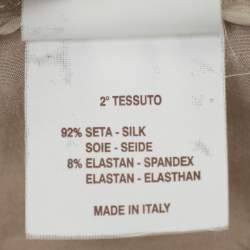 2° TESSUTO
92% SETA - SILK
SOIE - SEIDE
8% ELASTAN - SPANDEX
ELASTAN - ELASTHAN
MADE IN ITALY